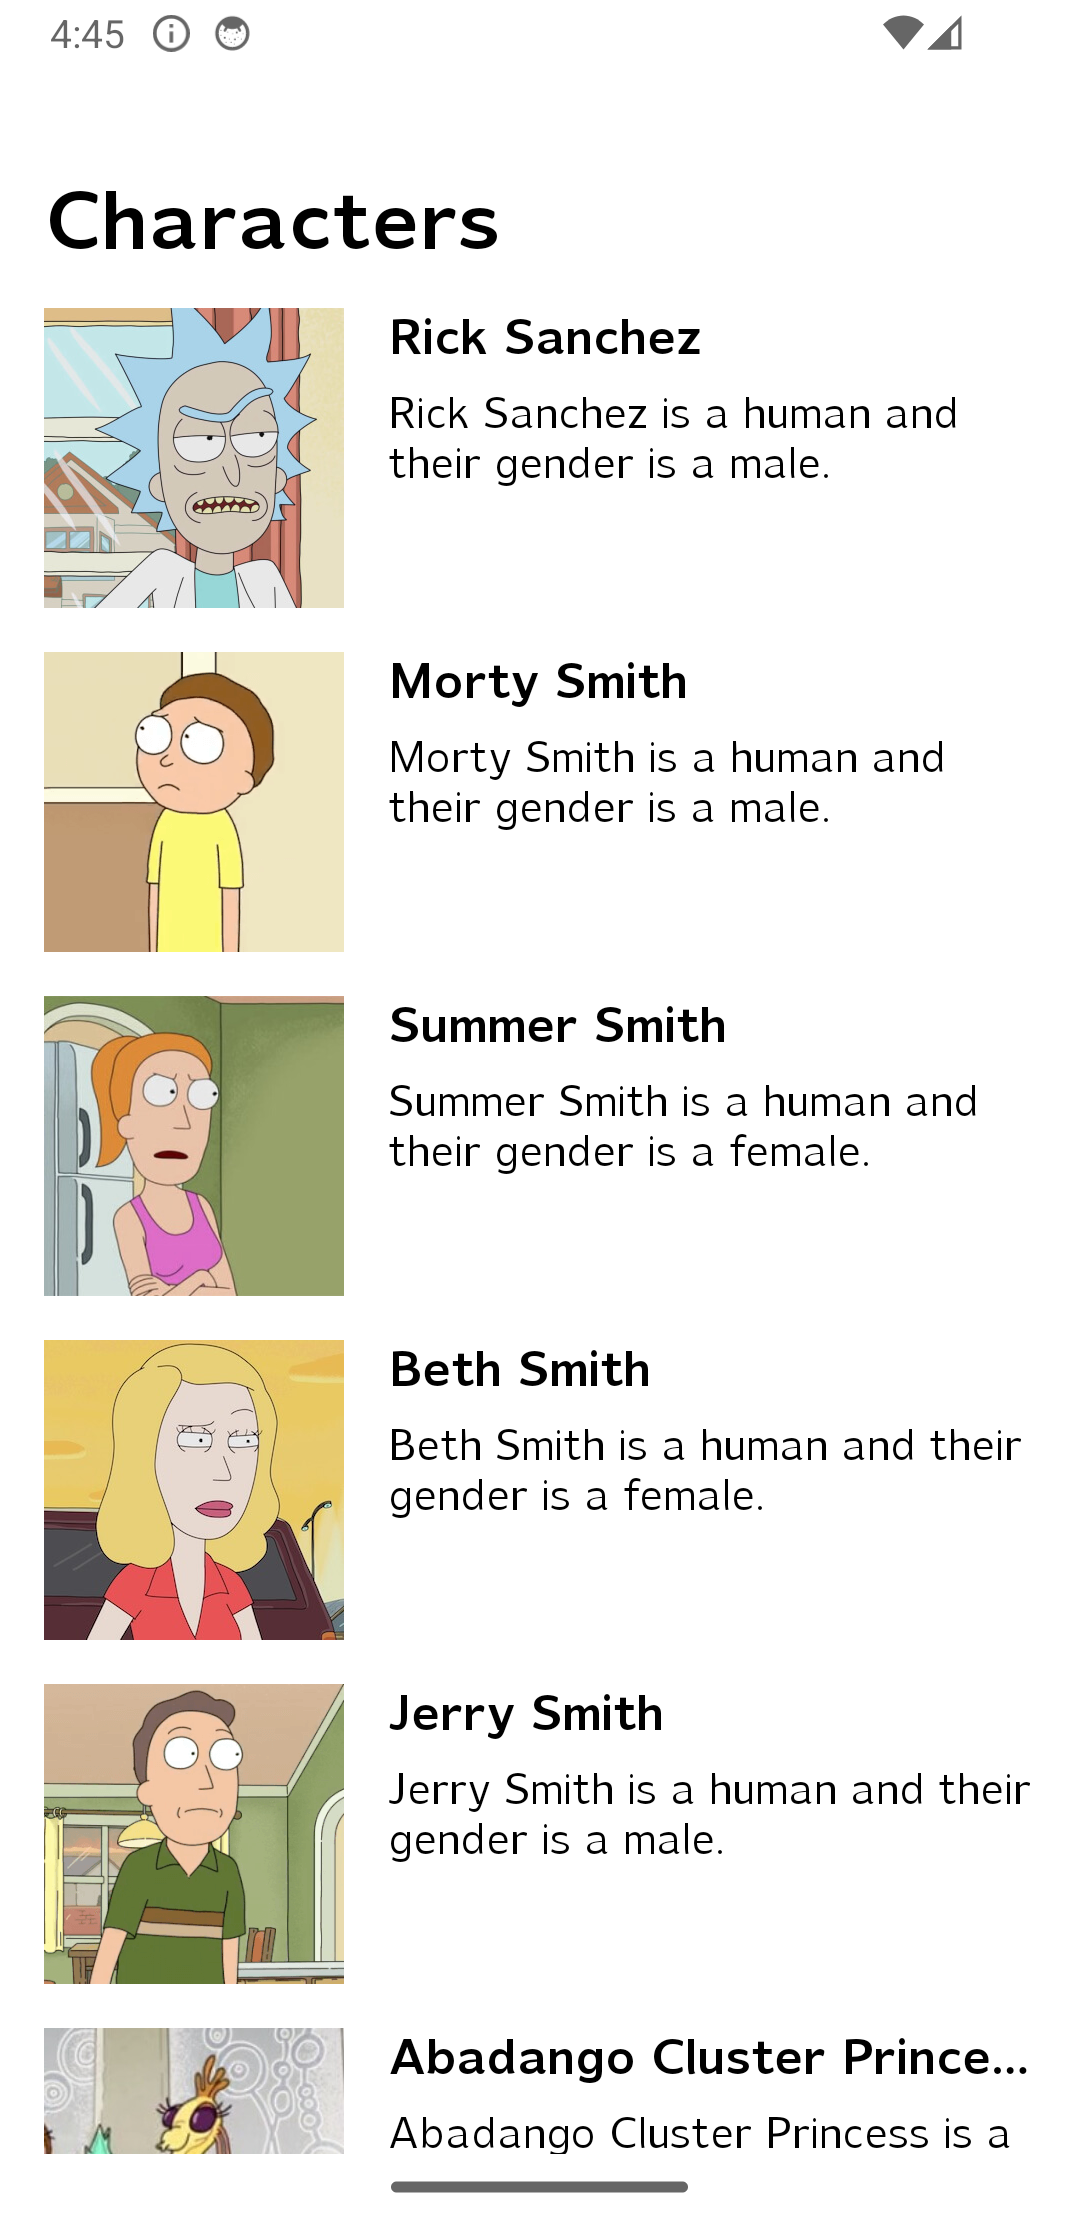 4:45
Characters
Rick Sanchez
Rick Sanchez is a human and
their gender is a male.
Morty Smith
Morty Smith is a human and
their gender is a male.
Summer Smith
Summer Smith is a human and
their gender is a female.
Beth Smith
Beth Smith is a human and their
gender is a female.
Jerry Smith
Jerry Smith is a human and their
gender is a male.
Abadango Cluster Prince...
Abadango Cluster Princess is a